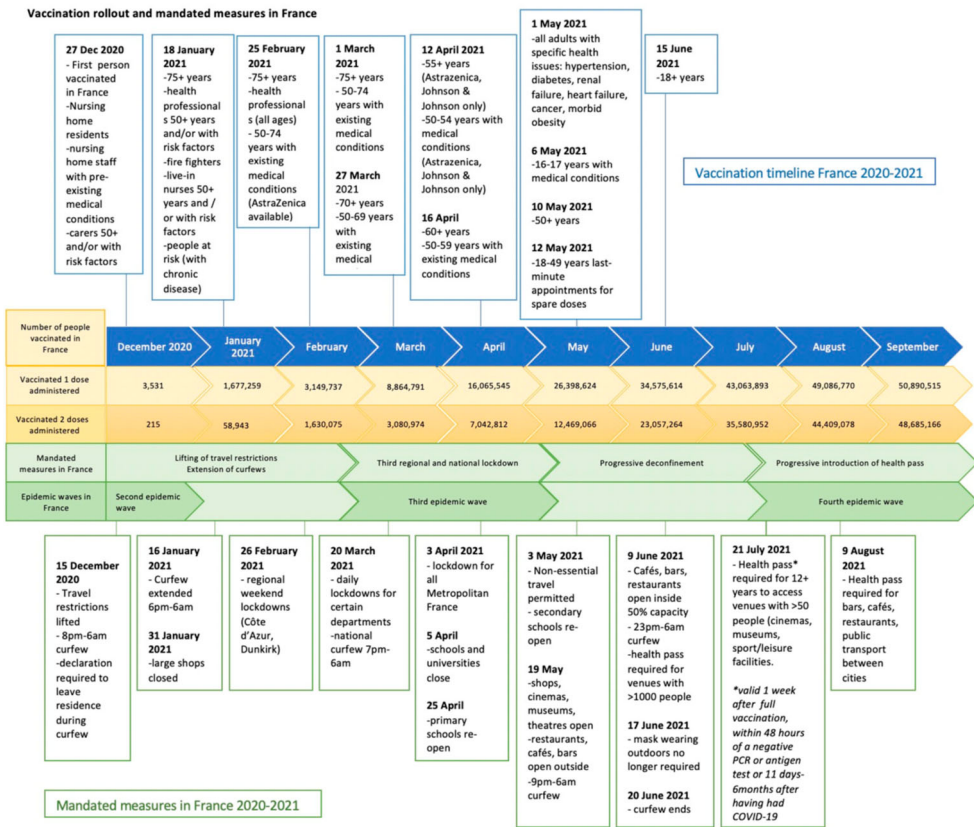 Vaccination rollout and mandated measures in France
27 Dec 2020
- First person
vaccinated
in France
-Nursing
home
residents
-nursing
home staff
with pre-
existing
medical
conditions
-carers 50+
and/or with
risk factors
18 January
2021
-75+ years
-health
professional
s 50+ years
and/or with
risk factors
-fire fighters
-live-in
nurses 50+
years and /
or with risk
factors
-people at
risk (with
chronic
disease)
25 February
2021
-75+ years
-health
professional
s (all ages)
- 50-74
years with
existing
medical
conditions
(AstraZenica
available)
1 March
2021
-75+ years
- 50-74
years with
existing
medical
conditions
27 March
2021
-70+ years
-50-69 years
with
existing
medical
12 April 2021
-55+ years
(Astrazenica,
Johnson &
Johnson only)
-50-54 years with
medical
conditions
(Astrazenica,
Johnson &
Johnson only)
16 April
-60+ years
-50-59 years with
existing medical
conditions
1 May 2021
-all adults with
specific health
issues: hypertension,
diabetes, renal
failure, heart failure,
cancer, morbid
obesity
6 May 2021
-16-17 years with
medical conditions
10 May 2021
-50+ years
12 May 2021
-18-49 years last-
minute
appointments for
spare doses
15 June
2021
-18+ years
Vaccination timeline France 2020-2021
Number of people
vaccinated in
France
December 2020
January
2021
February
March
April
May
June
July
August
September
Vaccinated 1 dose
administered
3,531
1,677,259
3,149,737
8,864,791
16,065,545
26,398,624
34,575,614
43,063,893
49,086,770
50,890,515
Vaccinated 2 doses
administered
215
58,943
1,630,075
3,080,974
7,042,812
12,469,066
23,057,264
35,580,952
44,409,078
48,685,166
Mandated
measures in France
Lifting of travel restrictions
Extension of curfews
Third regional and national lockdown
Progressive deconfinement
Progressive introduction of health pass
Epidemic waves in
France
Second epidemic
wave
Third epidemic wave
Fourth epidemic wave
15 December
2020
- Travel
restrictions
lifted
- 8pm-6am
curfew
-declaration
required to
leave
residence
during
curfew
16 January
2021
- Curfew
extended
6pm-6am
31 January
2021
-large shops
closed
26 February
2021
- regional
weekend
lockdowns
(Côte
d'Azur,
Dunkirk)
20 March
2021
- daily
lockdowns for
certain
departments
-national
curfew 7pm-
6am
3 April 2021
- lockdown for
all
Metropolitan
France
5 April
-schools and
universities
close
25 April
-primary
schools re-
open
3 May 2021
- Non-essential
travel
permitted
- secondary
schools re-
open
19 May
-shops,
cinemas,
museums,
theatres open
-restaurants,
cafés, bars
open outside
-9pm-6am
curfew
9 June 2021
- Cafés, bars,
restaurants
open inside
50% capacity
- 23pm-6am
curfew
-health pass
required for
venues with
>1000 people
17 June 2021
- mask wearing
outdoors no
longer required
20 June 2021
- curfew ends
21 July 2021
- Health pass*
required for 12+
years to access
venues with >50
people (cinemas,
museums,
sport/leisure
facilities.
*valid 1 week
after full
vaccination,
within 48 hours
of a negative
PCR or antigen
test or 11 days-
6months after
having had
COVID-19
9 August
2021
- Health pass
required for
bars, cafés,
restaurants,
public
transport
between
cities
Mandated measures in France 2020-2021